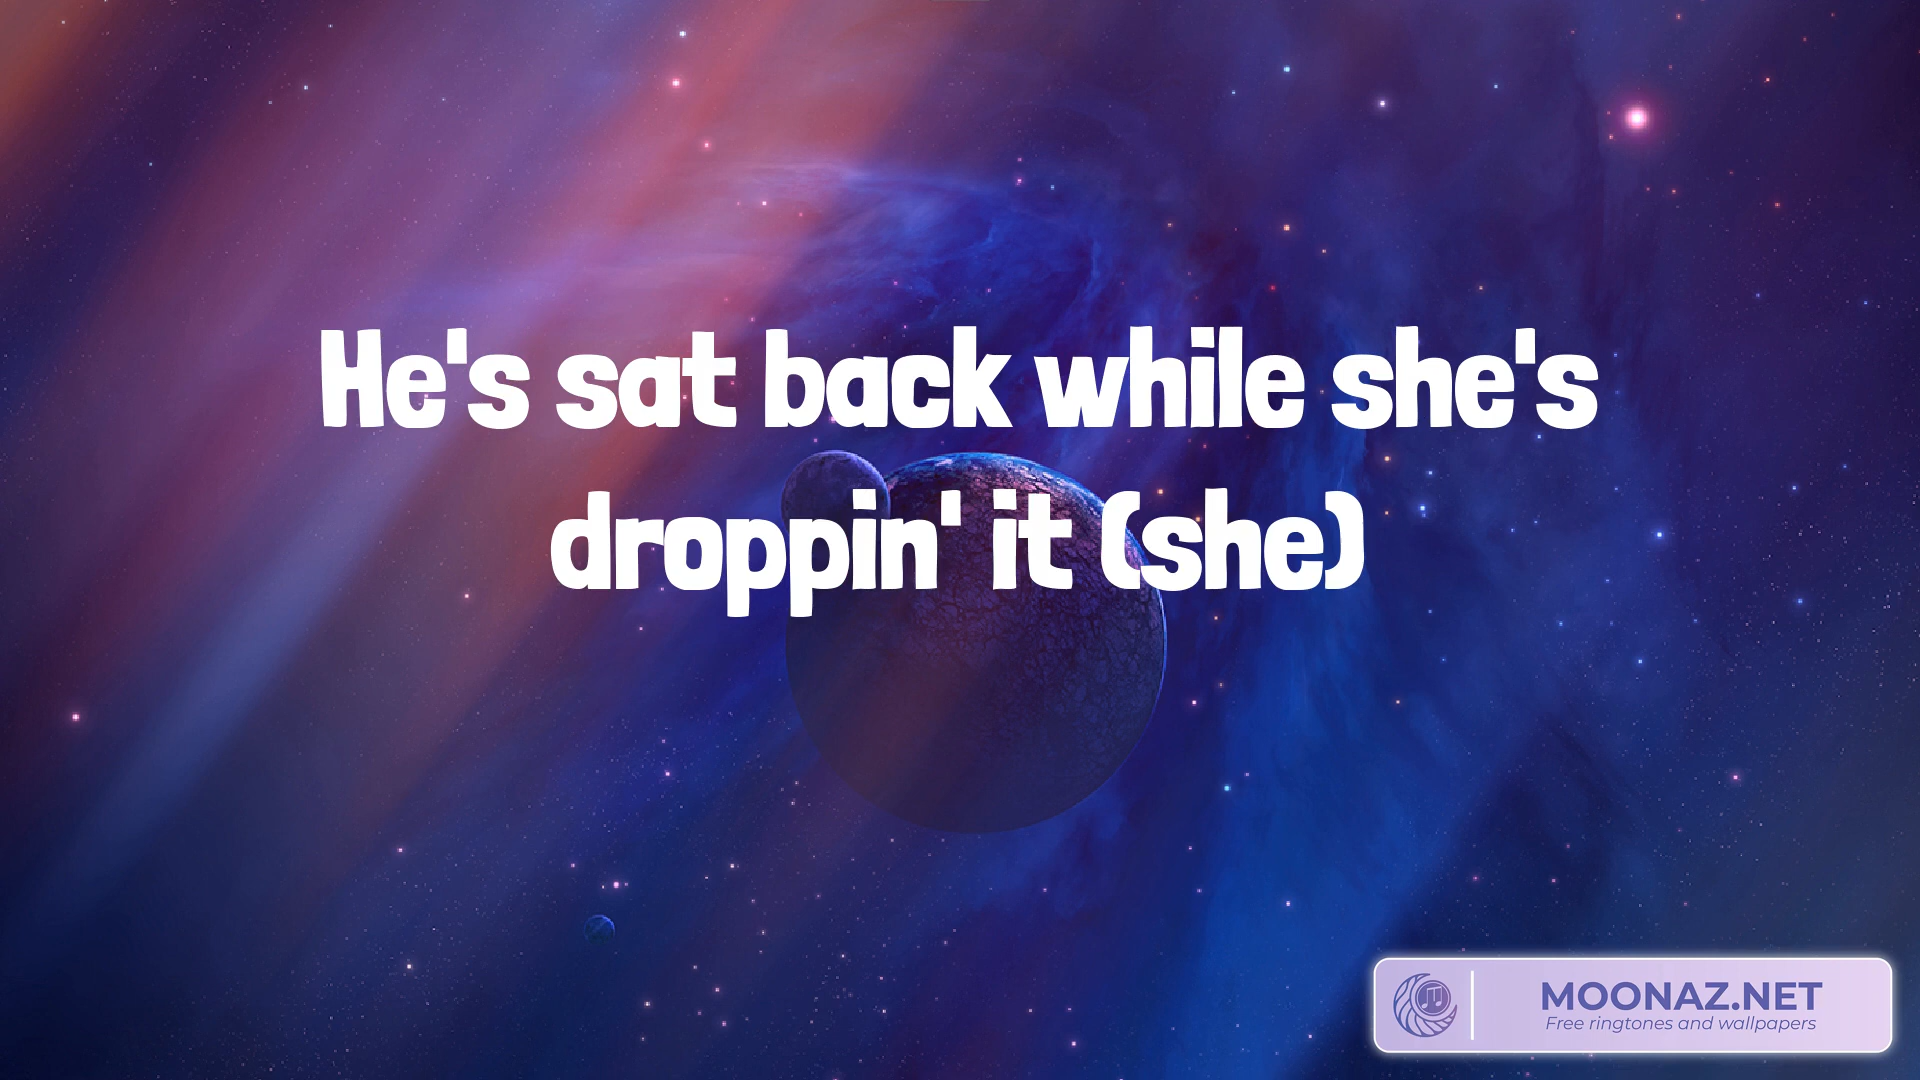 He's sat back while she's
droppin' it (she)
MOONAZ.NET
Free ringtones and wallpapers